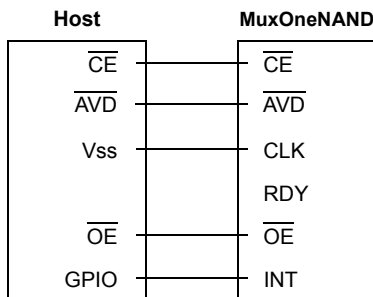 Host MuxOneNAND
CE CE
AVD AVD
Vss CLK
RDY
OE OE
GPIO INT